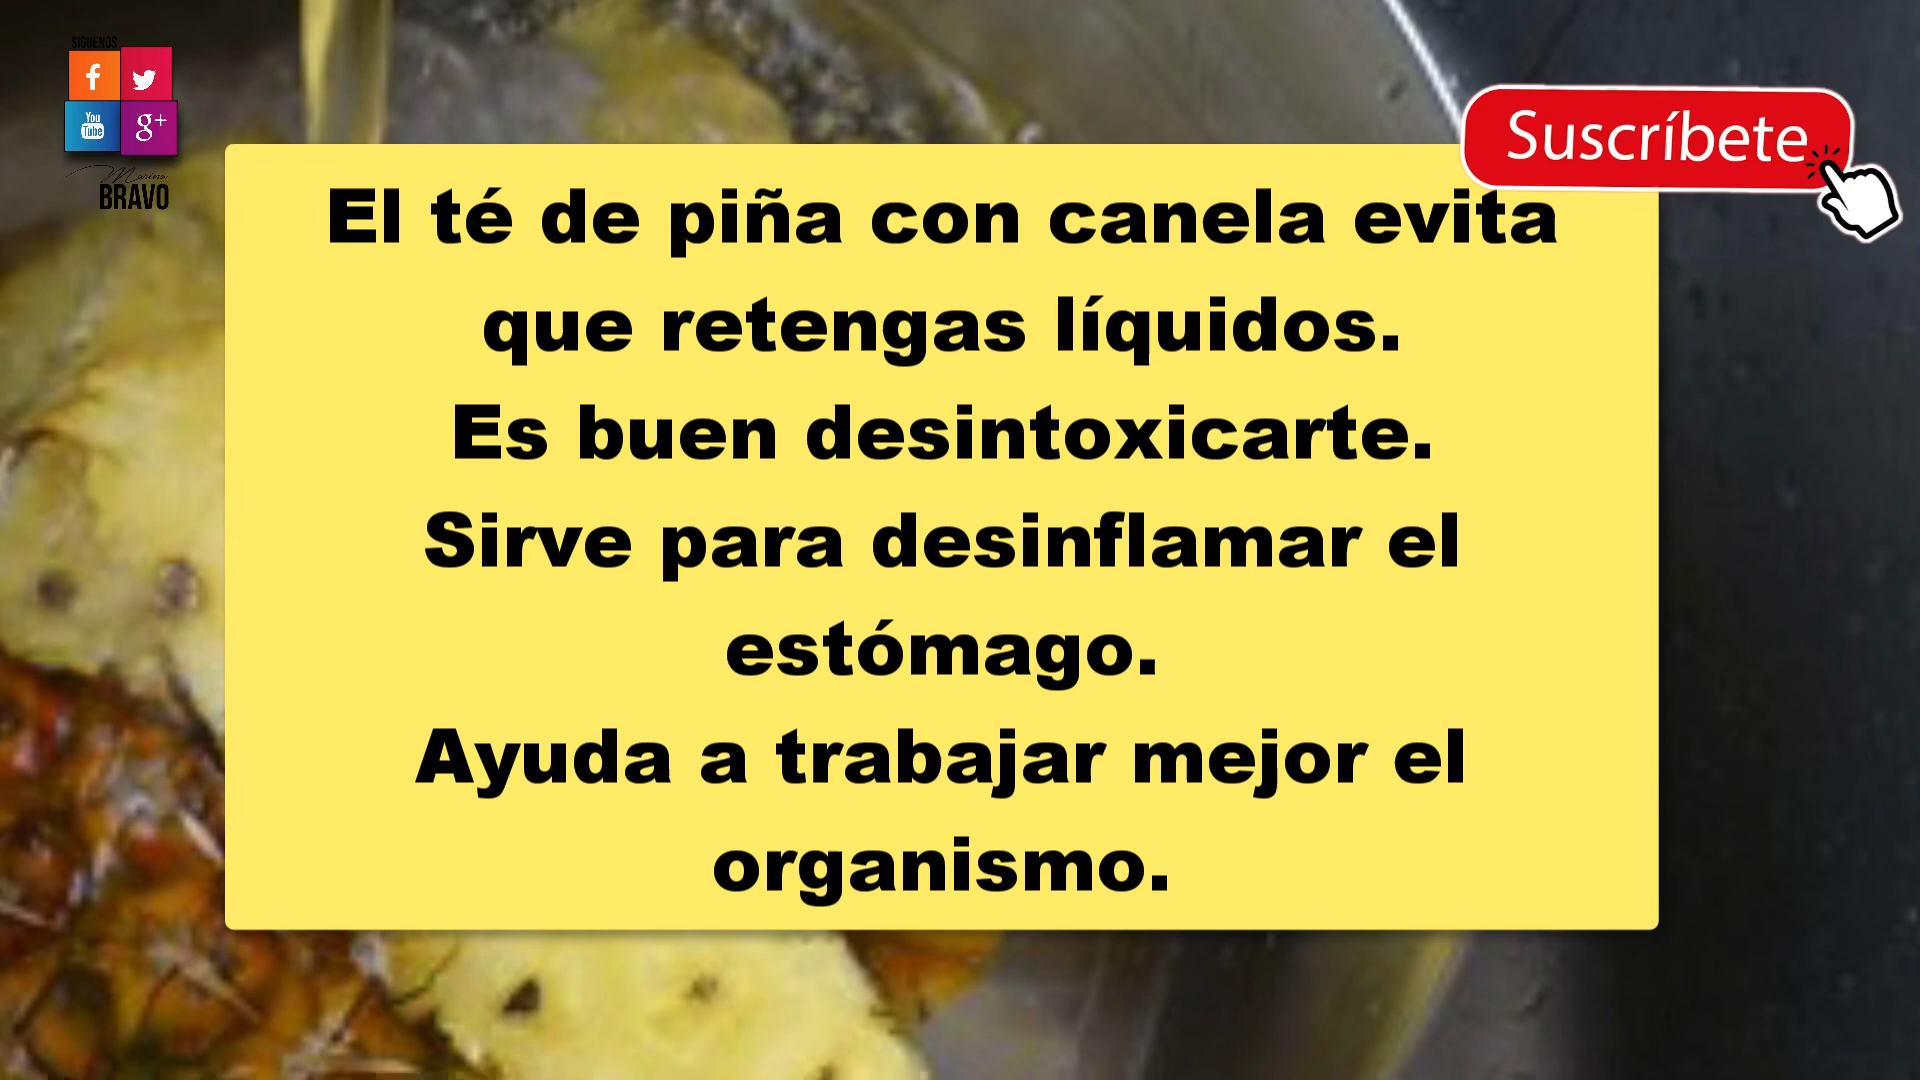 SIGUENOS
f
You
Tube
g+
Marina
BRAVO
Suscríbete
El té de piña con canela evita
que retengas líquidos.
Es buen desintoxicarte.
Sirve para desinflamar el
estómago.
Ayuda a trabajar mejor el
organismo.